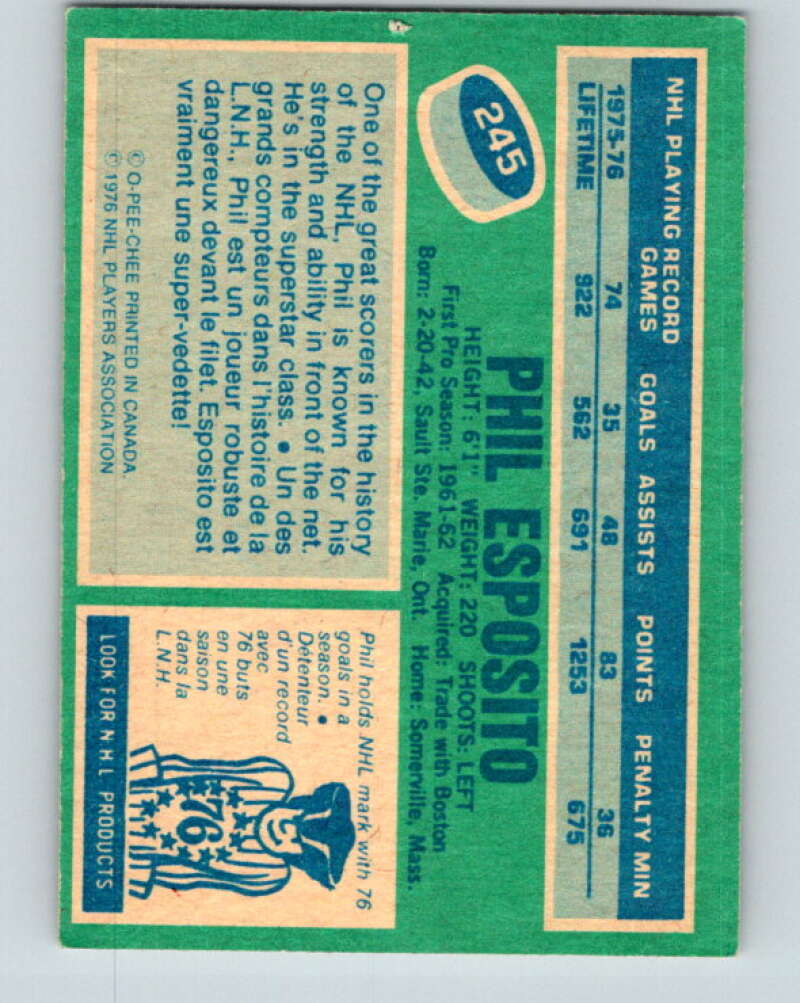 NHL PLAYING RECORD
GAMES GOALS ASSISTS POINTS PENALTY MIN
1975-76 74 35 48 83 36
LIFETIME 922 562 691 1253 675
245
PHIL ESPOSITO
HEIGHT: 6'1" WEIGHT: 220 SHOOTS: LEFT
First Pro Season: 1961-62 Acquired: Trade with Boston
Born: 2-20-42, Sault Ste. Marie, Ont. Home: Somerville, Mass.
One of the great scorers in the history
of the NHL, Phil is known for his
strength and ability in front of the net.
He's in the superstar class. • Un des
grands compteurs dans l'histoire de la
L.N.H., Phil est un joueur robuste et
dangereux devant le filet. Esposito est
vraiment une super-vedette!
© O-PEE-CHEE PRINTED IN CANADA.
© 1976 NHL PLAYERS ASSOCIATION
Phil holds NHL mark with 76
goals in a
season. •
Détenteur
d'un record
avec
76 buts
en une
saison
dans la
L.N.H.
76
LOOK FOR NHL PRODUCTS